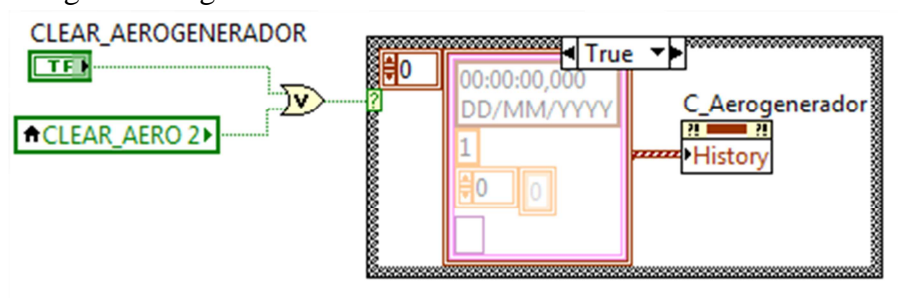 CLEAR_AEROGENERADOR
TF
CLEAR_AERO 2
V
?
True
0
00:00:00,000
DD/MM/YYYY
1
0
0
C_Aerogenerador
?! ?!
History